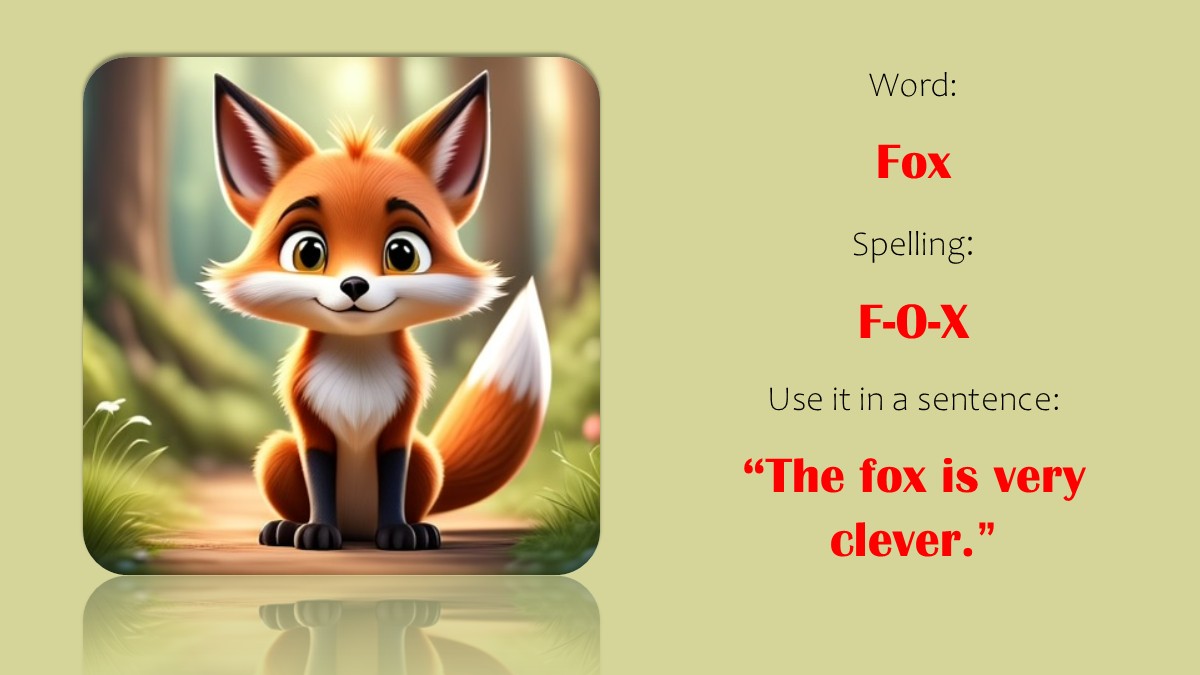 Word:
Fox
Spelling:
F-O-X
Use it in a sentence:
“The fox is very
clever.”